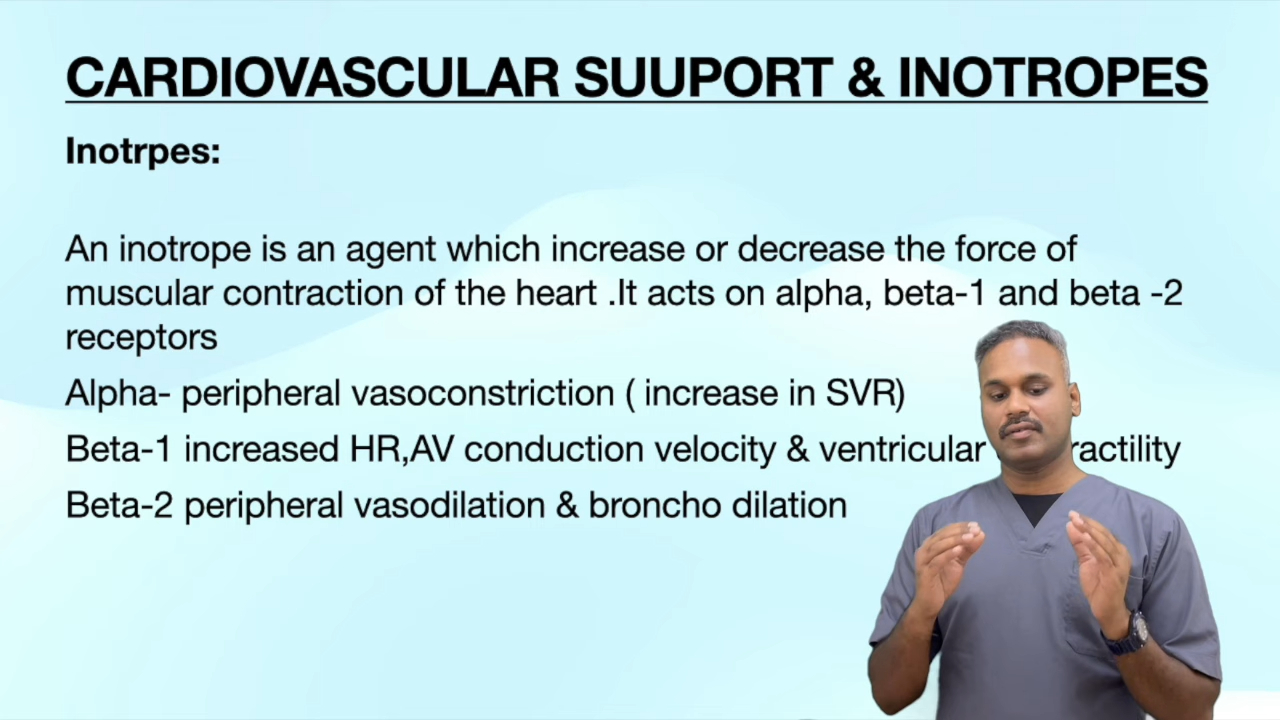 CARDIOVASCULAR SUUPORT & INOTROPES
Inotrpes:
An inotrope is an agent which increase or decrease the force of
muscular contraction of the heart .It acts on alpha, beta-1 and beta -2
receptors
Alpha- peripheral vasoconstriction ( increase in SVR)
Beta-1 increased HR,AV conduction velocity & ventricular
Beta-2 peripheral vasodilation & broncho dilation